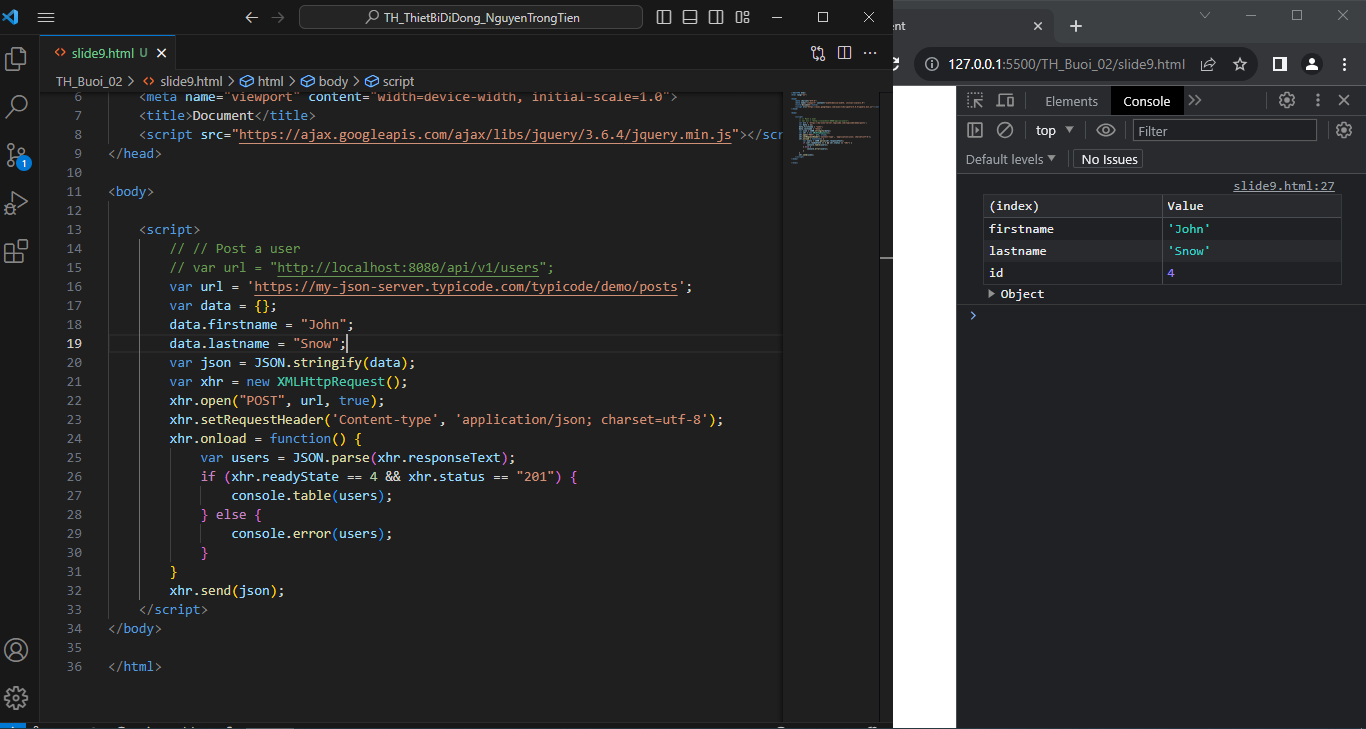 TH_ThietBiDiDong_NguyenTrongTien
slide9.html U
TH_Buoi_02 > slide9.html > html > body > script
6 <meta name="viewport" content="width=device-width, initial-scale=1.0">
7 <title>Document</title>
8 <script src="https://ajax.googleapis.com/ajax/libs/jquery/3.6.4/jquery.min.js"></scr
9 </head>
10
11 <body>
12
13 <script>
14 // // Post a user
15 // var url = "http://localhost:8080/api/v1/users";
16 var url = 'https://my-json-server.typicode.com/typicode/demo/posts';
17 var data = {};
18 data.firstname = "John";
19 data.lastname = "Snow";
20 var json = JSON.stringify(data);
21 var xhr = new XMLHttpRequest();
22 xhr.open("POST", url, true);
23 xhr.setRequestHeader('Content-type', 'application/json; charset=utf-8');
24 xhr.onload = function() {
25 var users = JSON.parse(xhr.responseText);
26 if (xhr.readyState == 4 && xhr.status == "201") {
27 console.table(users);
28 } else {
29 console.error(users);
30 }
31 }
32 xhr.send(json);
33 </script>
34 </body>
35
36 </html>
1
ent
127.0.0.1:5500/TH_Buoi_02/slide9.html
Elements Console
top Filter
Default levels No Issues
slide9.html:27
(index) Value
firstname 'John'
lastname 'Snow'
id 4
Object